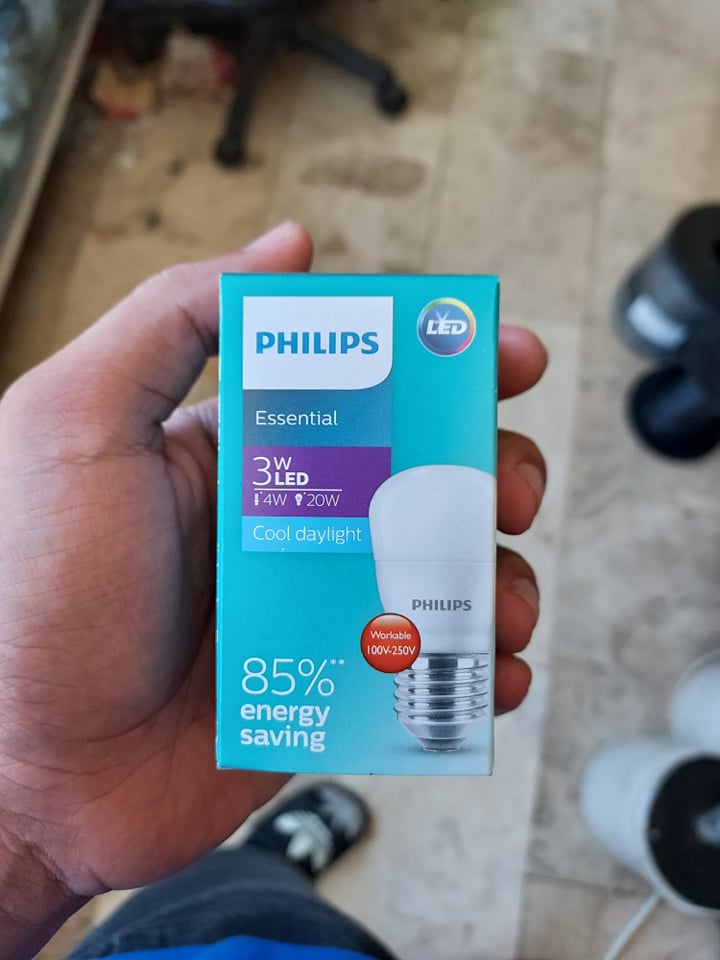 PHILIPS
LED
Essential
3W
LED
4W 20W
Cool daylight
PHILIPS
Workable
100V-250V
85%**
energy
saving